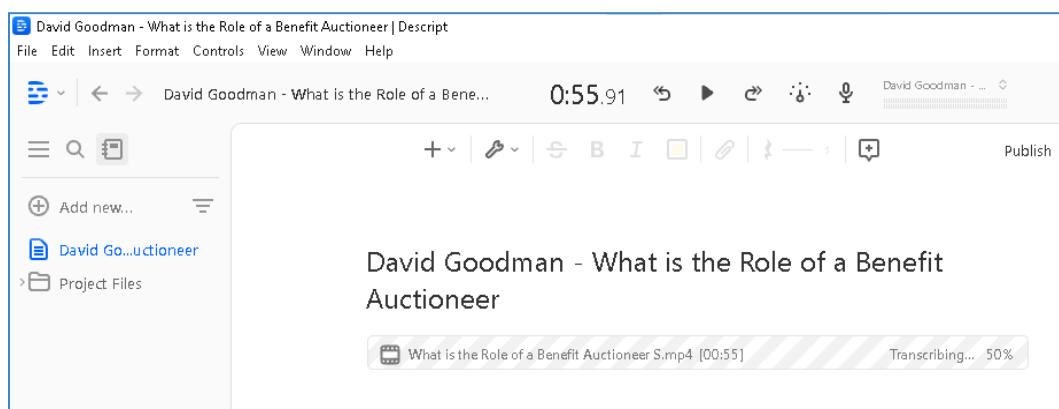 David Goodman - What is the Role of a Benefit Auctioneer | Descript
File Edit Insert Format Controls View Window Help
David Goodman - What is the Role of a Bene... 0:55.91 David Goodman - ...
B I Publish
Add new...
David Go...uctioneer
Project Files
David Goodman - What is the Role of a Benefit
Auctioneer
What is the Role of a Benefit Auctioneer S.mp4 [00:55] Transcribing... 50%